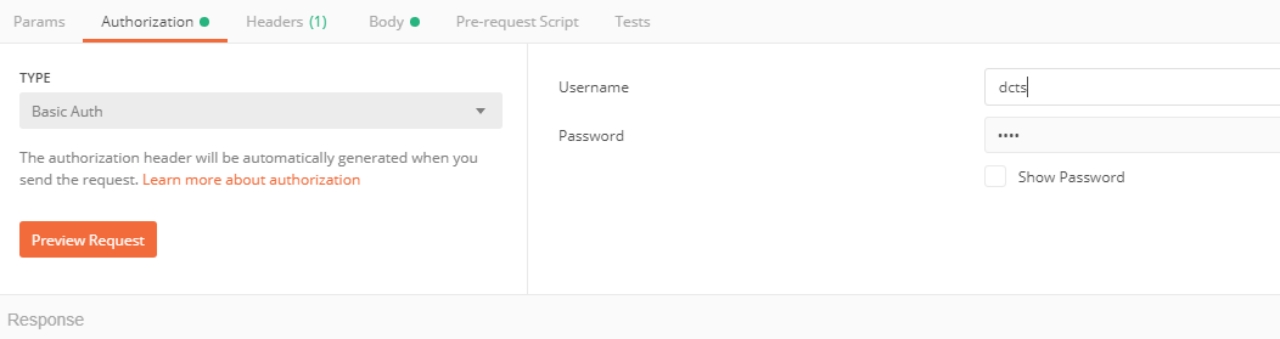 Params Authorization Headers (1) Body Pre-request Script Tests
TYPE
Basic Auth
The authorization header will be automatically generated when you
send the request. Learn more about authorization
Preview Request
Username dcts
Password ••••
Show Password
Response